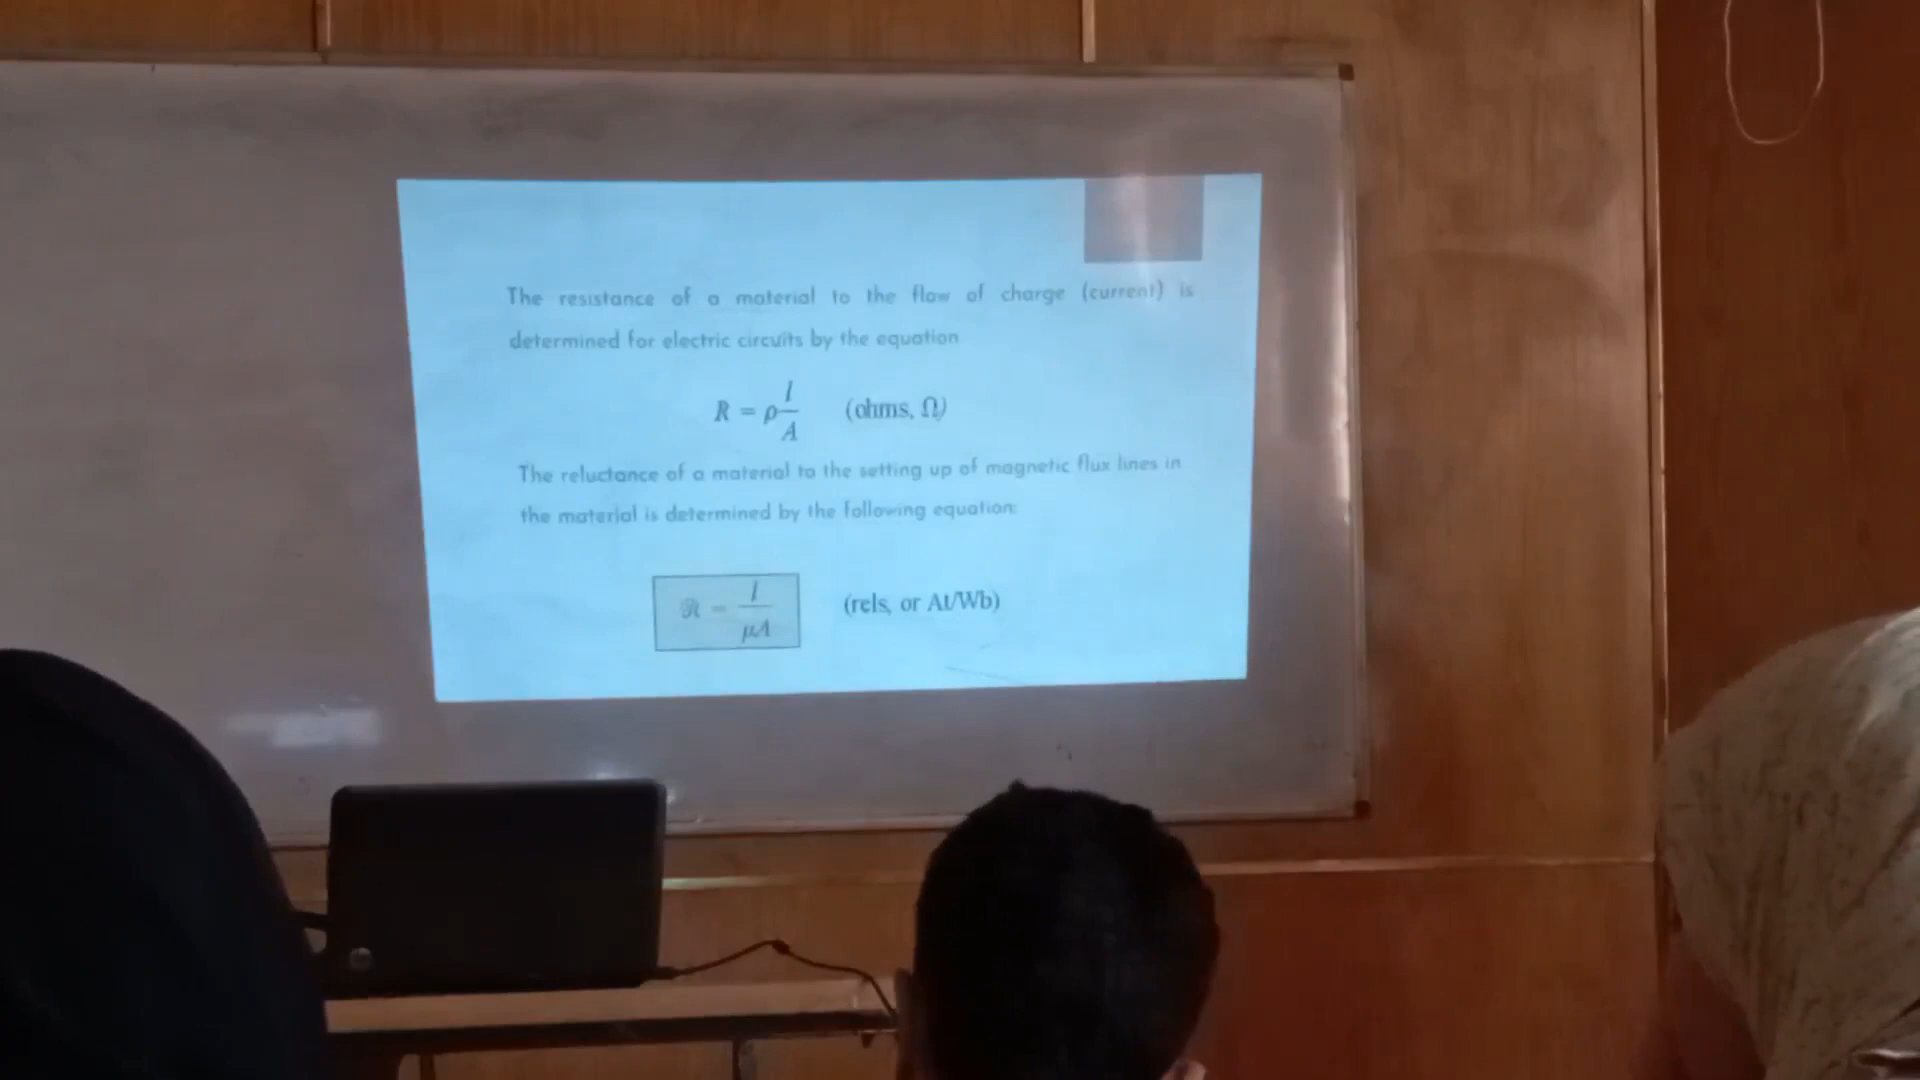 The resistance of a material to the flow of charge (current) is
determined for electric circuits by the equation
R = ρ l/A (ohms, Ω)
The reluctance of a material to the setting up of magnetic flux lines in
the material is determined by the following equation:
ℛ = l/μA (rels, or At/Wb)
hp